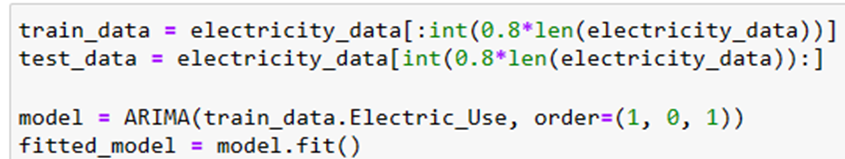 train_data = electricity_data[:int(0.8*len(electricity_data))]
test_data = electricity_data[int(0.8*len(electricity_data)):]
model = ARIMA(train_data.Electric_Use, order=(1, 0, 1))
fitted_model = model.fit()